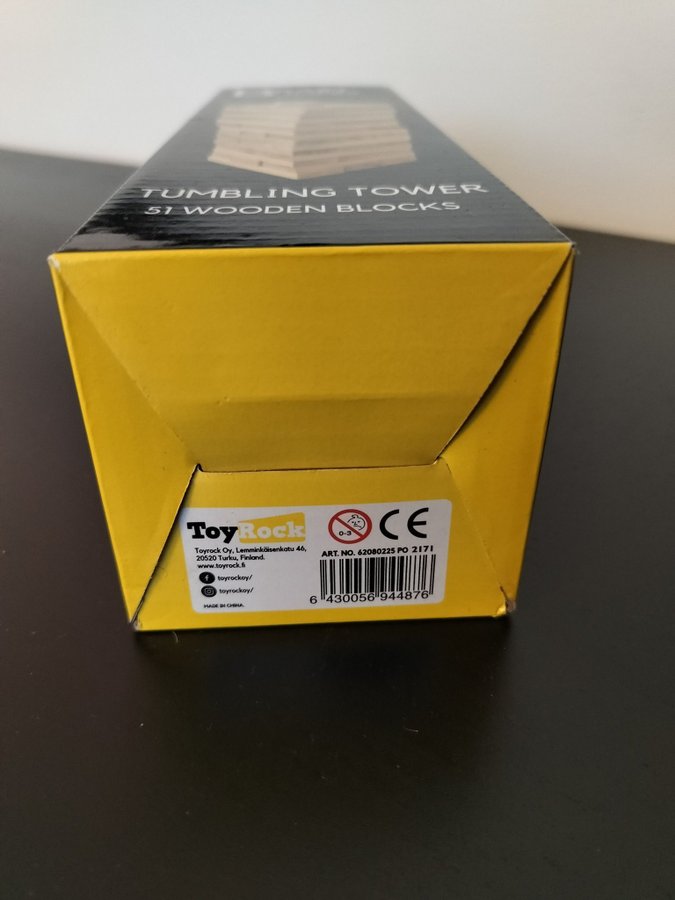 TUMBLING TOWER
51 WOODEN BLOCKS
ToyRock
Toyrock Oy, Lemminkäisenkatu 46,
20520 Turku, Finland.
www.toyrock.fi
toyrockoy/
toyrockoy/
MADE IN CHINA.
0-3
CE
ART. NO. 62080225 PO 2171
6 430056 944876